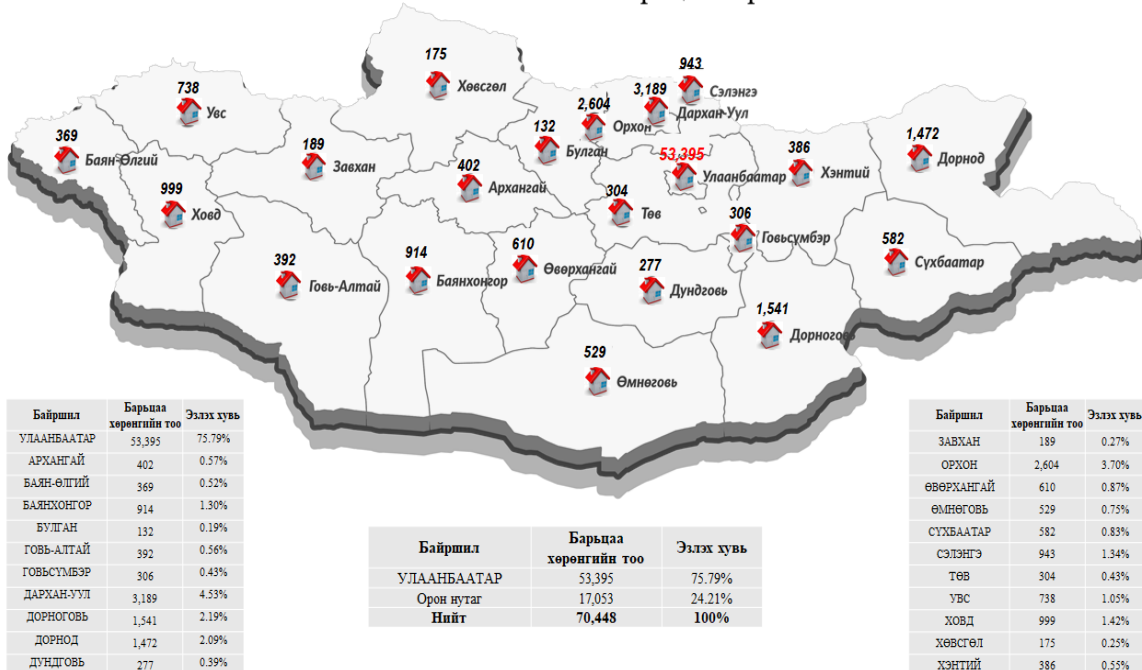 175
Хөвсгөл
943
Сэлэнгэ
738
Увс
3,189
Дархан-Уул
2,604
Орхон
132
Булган
369
Баян-Өлгий
189
Завхан
402
Архангай
53,395
Улаанбаатар
386
Хэнтий
1,472
Дорнод
999
Ховд
304
Төв
306
Говьсүмбэр
392
Говь-Алтай
914
Баянхонгор
610
Өвөрхангай
277
Дундговь
582
Сүхбаатар
1,541
Дорноговь
529
Өмнөговь
Байршил Барьцаа хөрөнгийн тоо Эзлэх хувь
УЛААНБААТАР 53,395 75.79%
АРХАНГАЙ 402 0.57%
БАЯН-ӨЛГИЙ 369 0.52%
БАЯНХОНГОР 914 1.30%
БУЛГАН 132 0.19%
ГОВЬ-АЛТАЙ 392 0.56%
ГОВЬСҮМБЭР 306 0.43%
ДАРХАН-УУЛ 3,189 4.53%
ДОРНОГОВЬ 1,541 2.19%
ДОРНОД 1,472 2.09%
ДУНДГОВЬ 277 0.39%
Байршил Барьцаа хөрөнгийн тоо Эзлэх хувь
УЛААНБААТАР 53,395 75.79%
Орон нутаг 17,053 24.21%
Нийт 70,448 100%
Байршил Барьцаа хөрөнгийн тоо Эзлэх хувь
ЗАВХАН 189 0.27%
ОРХОН 2,604 3.70%
ӨВӨРХАНГАЙ 610 0.87%
ӨМНӨГОВЬ 529 0.75%
СҮХБААТАР 582 0.83%
СЭЛЭНГЭ 943 1.34%
ТӨВ 304 0.43%
УВС 738 1.05%
ХОВД 999 1.42%
ХӨВСГӨЛ 175 0.25%
ХЭНТИЙ 386 0.55%